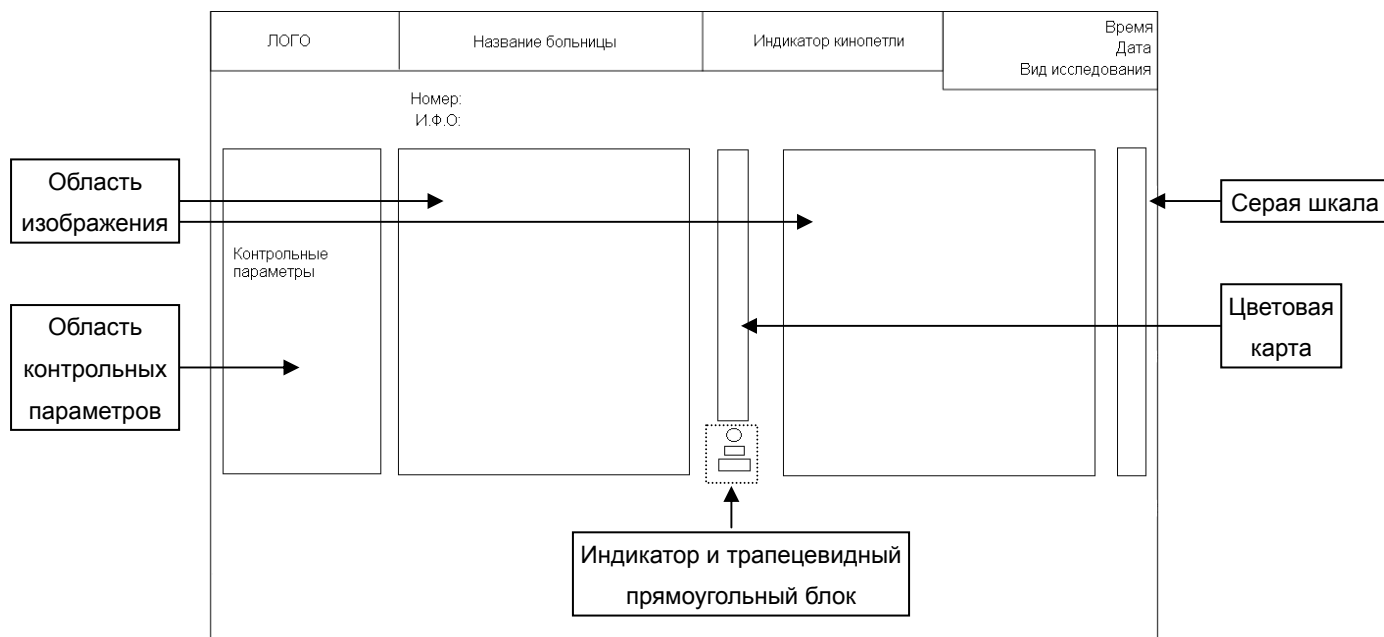 ЛОГО
Название больницы
Индикатор кинопетли
Время
Дата
Вид исследования
Номер:
И.Ф.О:
Область
изображения
Серая шкала
Контрольные
параметры
Область
контрольных
параметров
Цветовая
карта
Индикатор и трапецевидный
прямоугольный блок